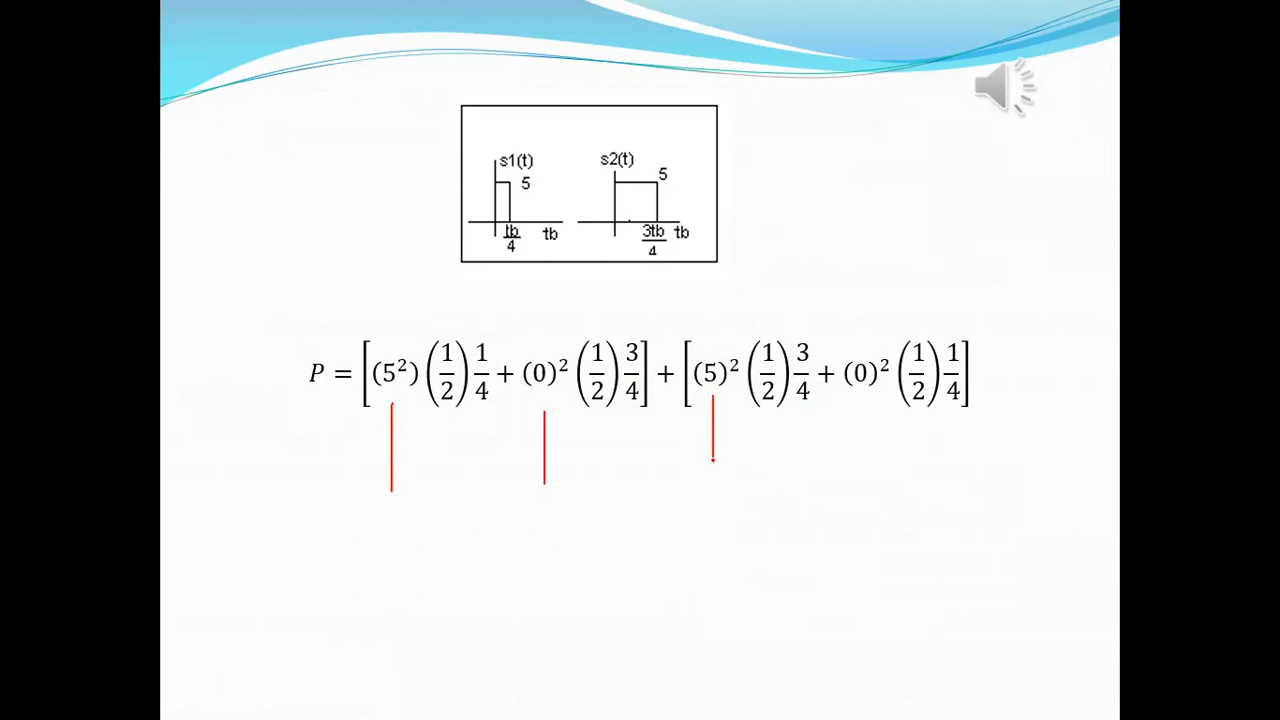 s1(t) s2(t)
5 5
tb/4 tb 3tb/4 tb
P = [(5²)(1/2)1/4 + (0)²(1/2)3/4] + [(5)²(1/2)3/4 + (0)²(1/2)1/4]